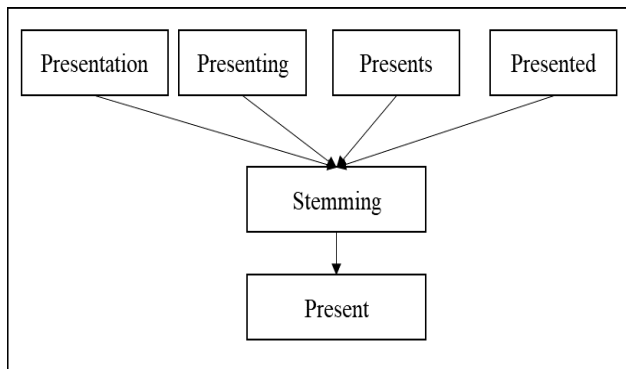 Presentation
Presenting
Presents
Presented
Stemming
Present